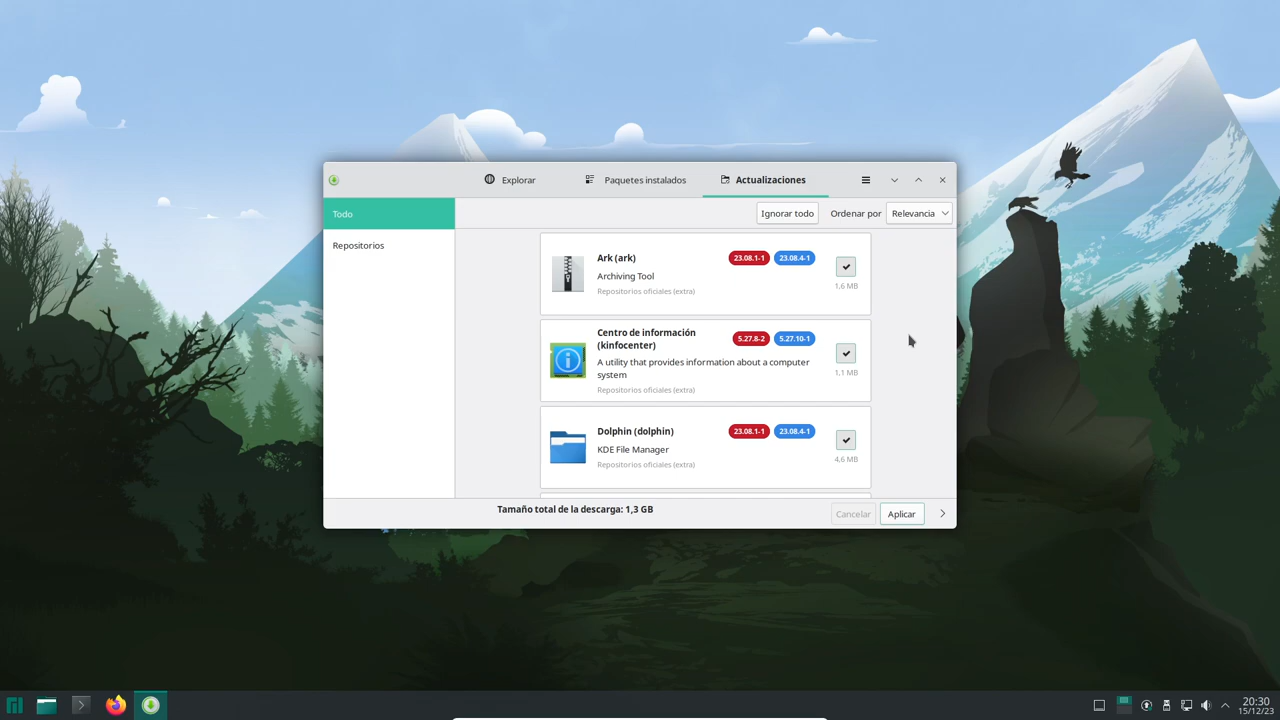 Explorar
Paquetes instalados
Actualizaciones
Todo
Ignorar todo
Ordenar por
Relevancia
Repositorios
Ark (ark)
23.08.1-1
23.08.4-1
Archiving Tool
1,6 MB
Repositorios oficiales (extra)
Centro de información
(kinfocenter)
5.27.8-2
5.27.10-1
A utility that provides information about a computer
system
1,1 MB
Repositorios oficiales (extra)
Dolphin (dolphin)
23.08.1-1
23.08.4-1
KDE File Manager
4,6 MB
Repositorios oficiales (extra)
Tamaño total de la descarga: 1,3 GB
Cancelar
Aplicar
20:30
15/12/23